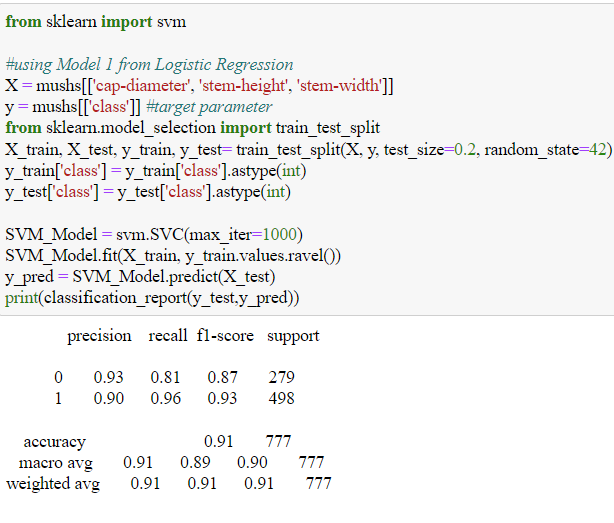 from sklearn import svm
#using Model 1 from Logistic Regression
X = mushs[['cap-diameter', 'stem-height', 'stem-width']]
y = mushs[['class']] #target parameter
from sklearn.model_selection import train_test_split
X_train, X_test, y_train, y_test= train_test_split(X, y, test_size=0.2, random_state=42)
y_train['class'] = y_train['class'].astype(int)
y_test['class'] = y_test['class'].astype(int)
SVM_Model = svm.SVC(max_iter=1000)
SVM_Model.fit(X_train, y_train.values.ravel())
y_pred = SVM_Model.predict(X_test)
print(classification_report(y_test,y_pred))
precision recall f1-score support
0 0.93 0.81 0.87 279
1 0.90 0.96 0.93 498
accuracy 0.91 777
macro avg 0.91 0.89 0.90 777
weighted avg 0.91 0.91 0.91 777